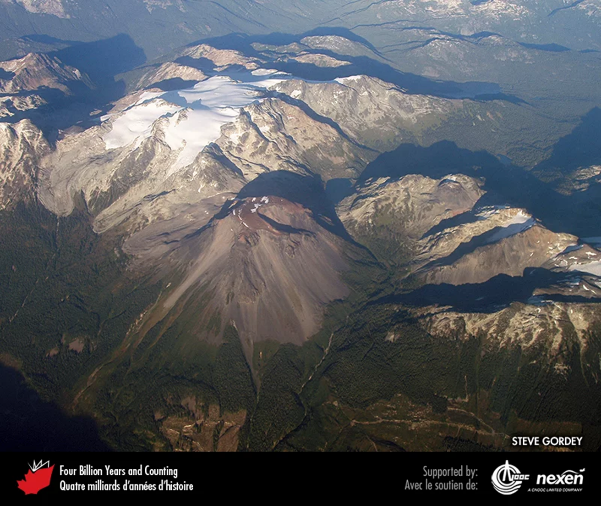 STEVE GORDEY
Four Billion Years and Counting
Quatre milliards d'années d'histoire
Supported by:
Avec le soutien de:
CNOOC
nexen
A CNOOC LIMITED COMPANY